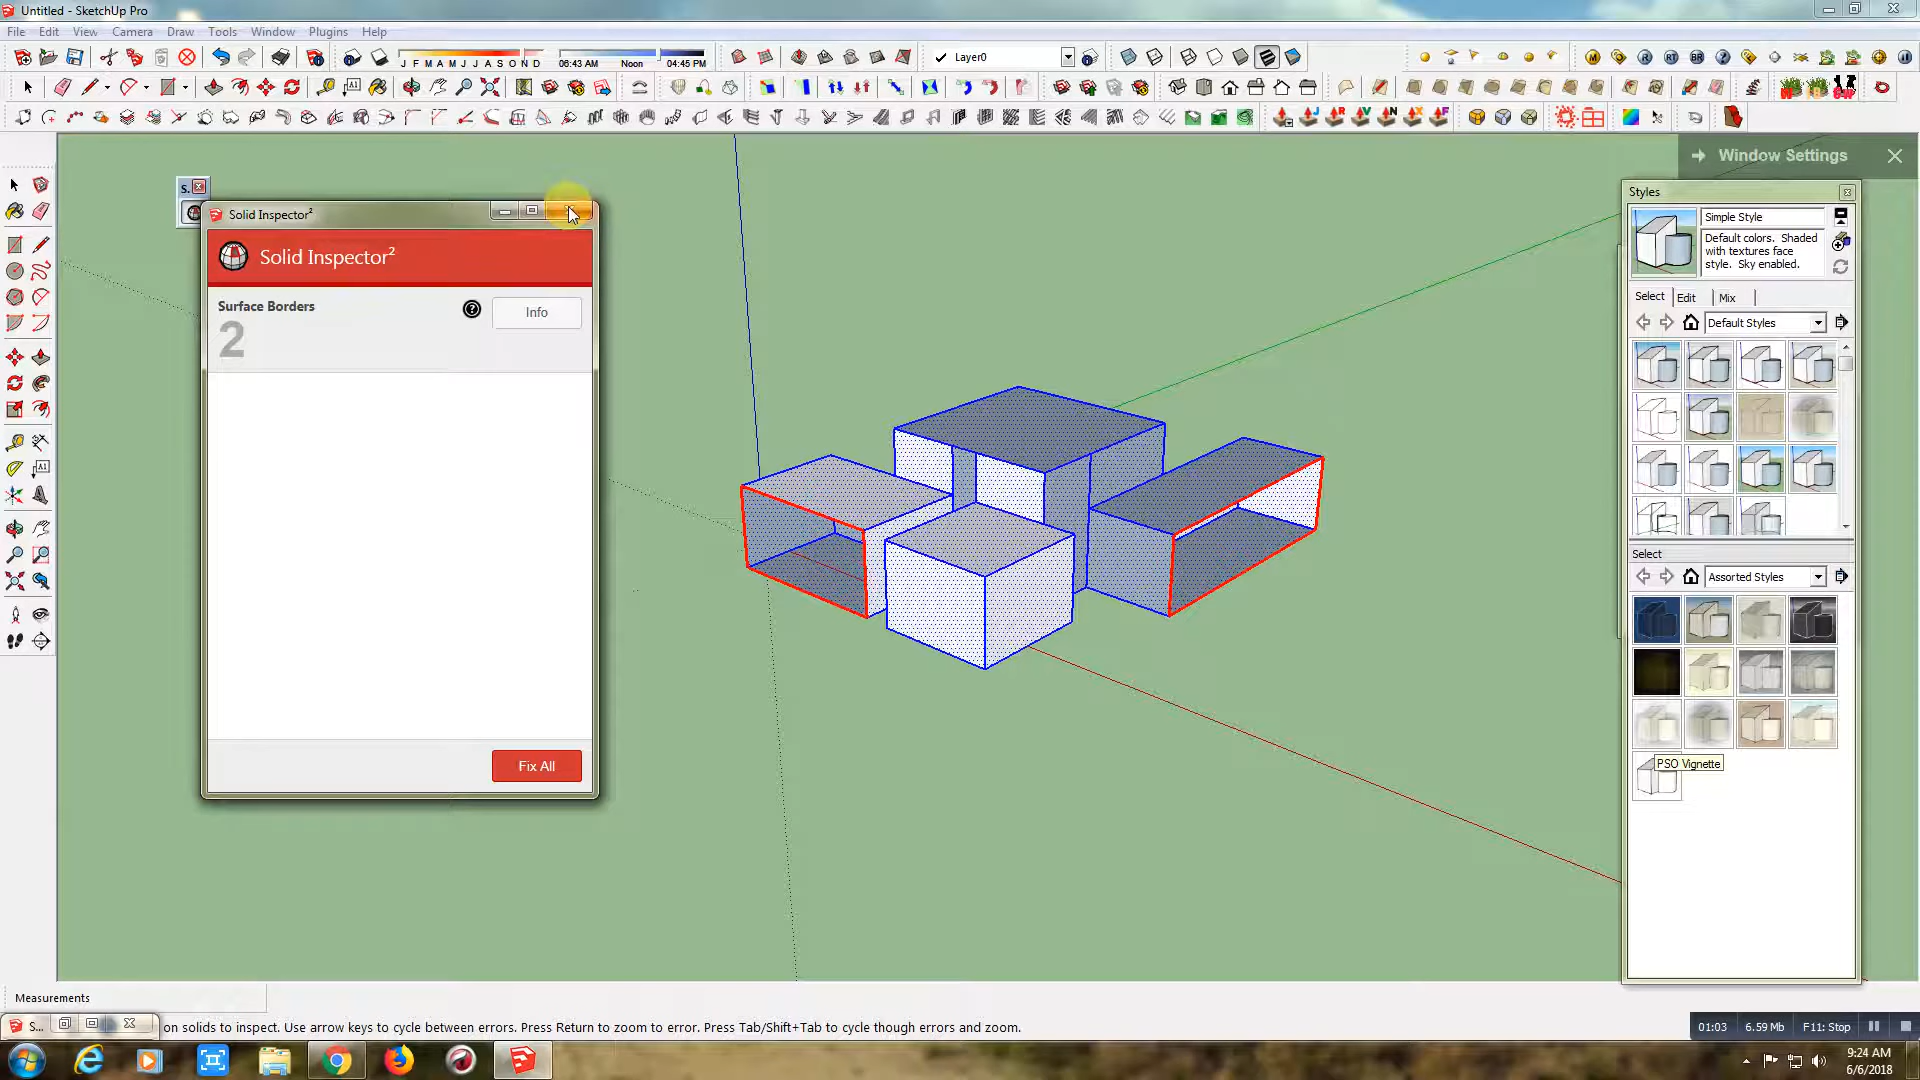 Untitled - SketchUp Pro
File Edit View Camera Draw Tools Window Help Plugins Help
J F M A M J J A S O N D
06:43 AM Noon 04:45 PM
Layer0
Window Settings
S.
Solid Inspector²
Solid Inspector²
Surface Borders
2
Info
Fix All
Styles
Simple Style
Default colors. Shaded
with textures face
style. Sky enabled.
Select Edit Mix
Default Styles
Select
Assorted Styles
PSO Vignette
Measurements
S...
on solids to inspect. Use arrow keys to cycle between errors. Press Return to zoom to error. Press Tab/Shift+Tab to cycle though errors and zoom.
01:03 6.59 Mb F11: Stop
9:24 AM
6/6/2018